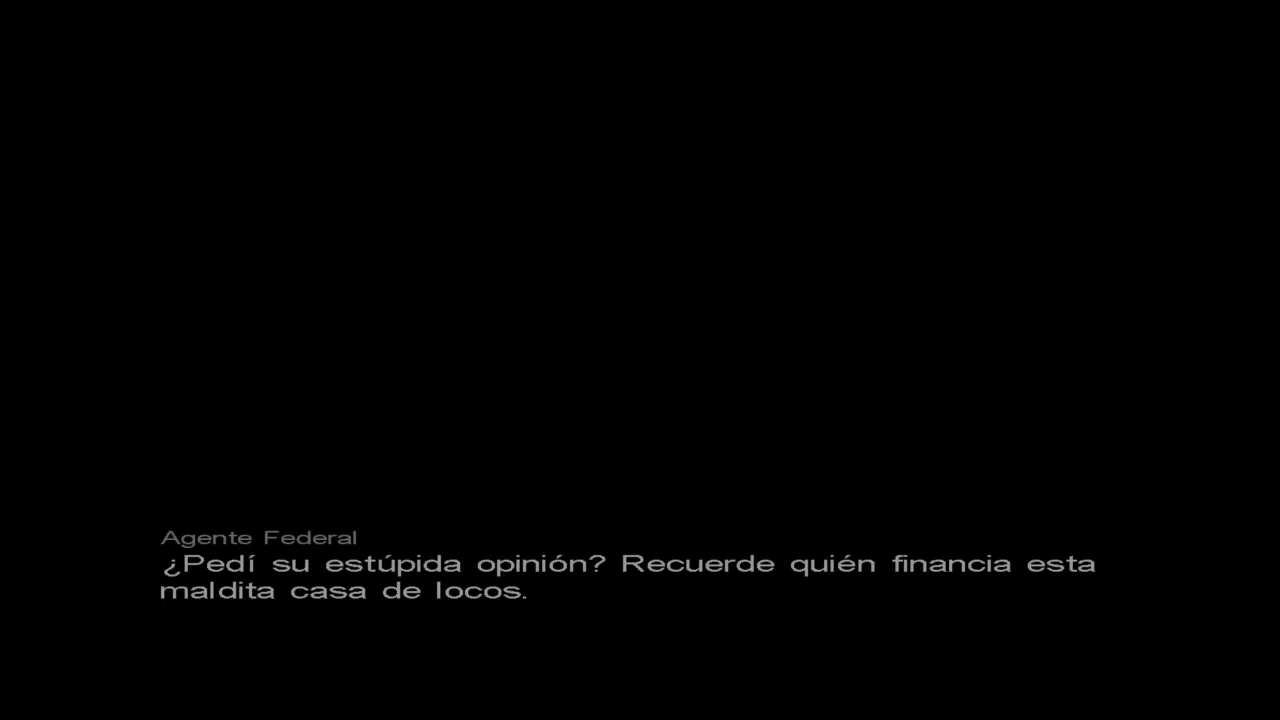 Agente Federal
¿Pedí su estúpida opinión? Recuerde quién financia esta
maldita casa de locos.